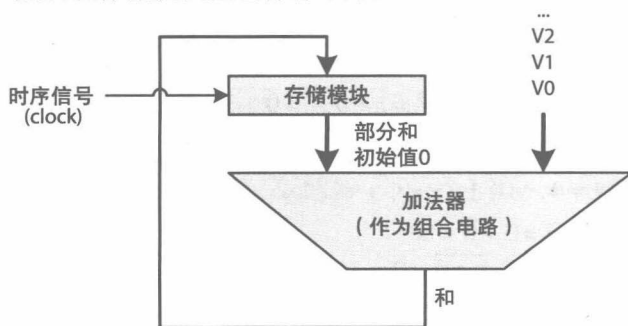 ...
V2
V1
V0
时序信号
(clock)
存储模块
部分和
初始值0
加法器
（作为组合电路）
和